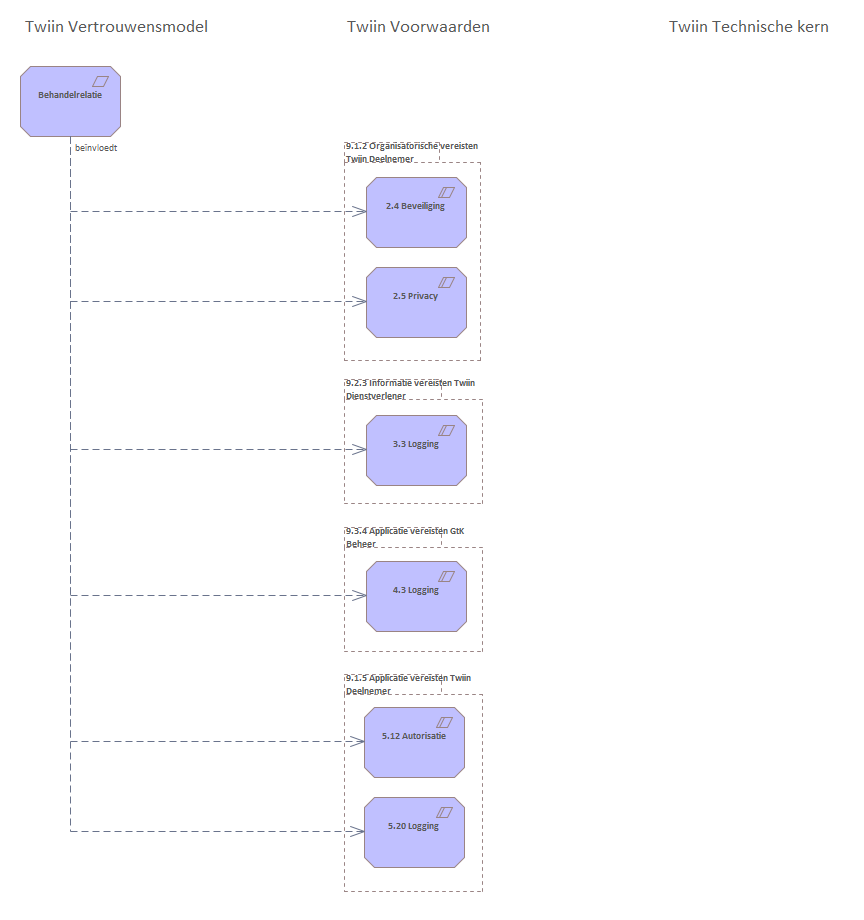 Twiin Vertrouwensmodel
Twiin Voorwaarden
Twiin Technische kern
Behandelrelatie
beïnvloedt
9.1.2 Organisatorische vereisten
Twiin Deelnemer
2.4 Beveiliging
2.5 Privacy
9.2.3 Informatie vereisten Twiin
Dienstverlener
3.3 Logging
9.3.4 Applicatie vereisten GtK
Beheer
4.3 Logging
9.1.5 Applicatie vereisten Twiin
Deelnemer
5.12 Autorisatie
5.20 Logging